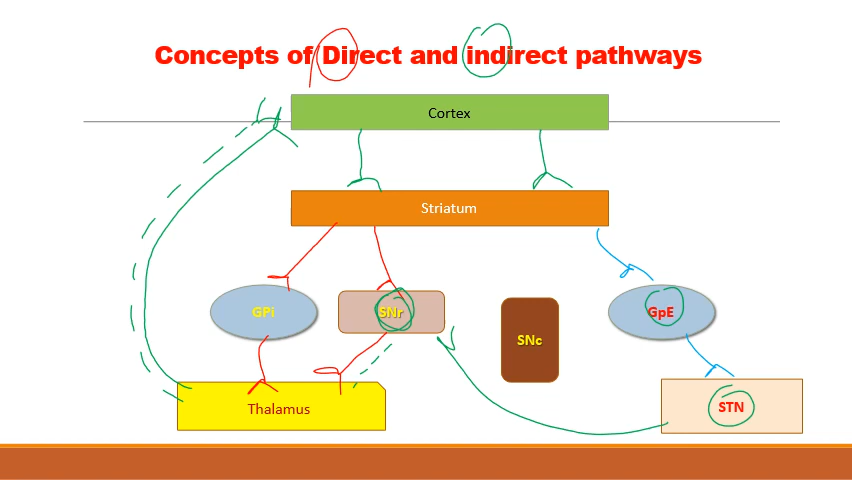 Concepts of Direct and indirect pathways
Cortex
Striatum
GPi
SNr
SNc
GpE
Thalamus
STN